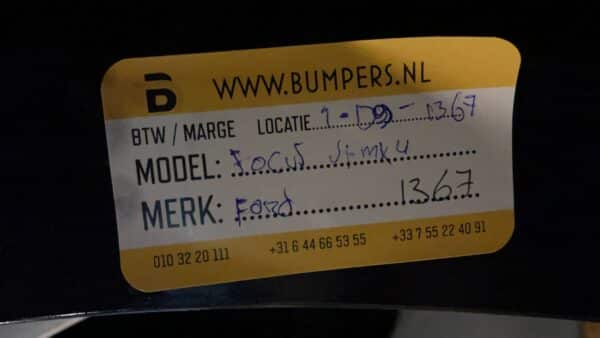 WWW.BUMPERS.NL
BTW / MARGE LOCATIE 1-D9-1367
MODEL: FOCUS
MERK: Ford 1367
010 32 20 111 +31 6 44 66 53 55 +33 7 55 22 40 91